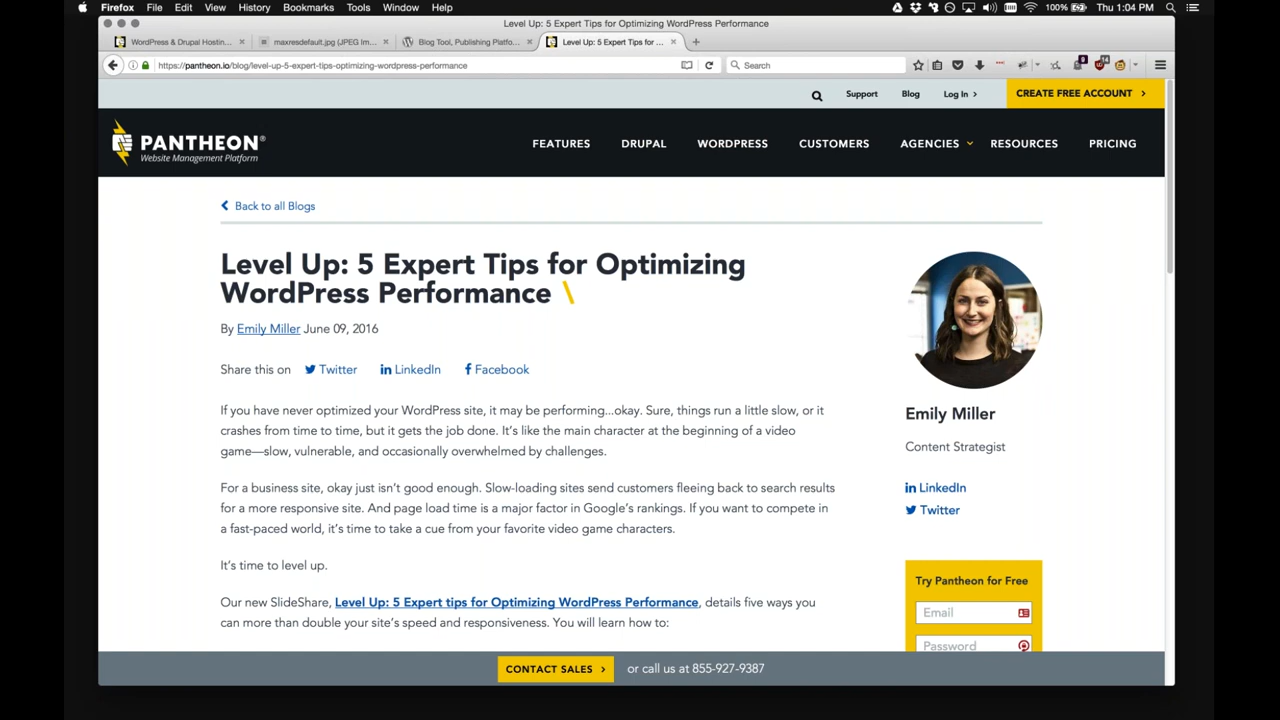 Firefox File Edit View History Bookmarks Tools Window Help 100% Thu 1:04 PM
Level Up: 5 Expert Tips for Optimizing WordPress Performance
WordPress & Drupal Hostin... maxresdefault.jpg (JPEG Im... Blog Tool, Publishing Platfo... Level Up: 5 Expert Tips for ...
https://pantheon.io/blog/level-up-5-expert-tips-optimizing-wordpress-performance Search
Support Blog Log In CREATE FREE ACCOUNT
PANTHEON®
Website Management Platform
FEATURES DRUPAL WORDPRESS CUSTOMERS AGENCIES RESOURCES PRICING
Back to all Blogs
Level Up: 5 Expert Tips for Optimizing
WordPress Performance \
By Emily Miller June 09, 2016
Share this on Twitter LinkedIn Facebook
If you have never optimized your WordPress site, it may be performing...okay. Sure, things run a little slow, or it
crashes from time to time, but it gets the job done. It's like the main character at the beginning of a video
game—slow, vulnerable, and occasionally overwhelmed by challenges.
For a business site, okay just isn't good enough. Slow-loading sites send customers fleeing back to search results
for a more responsive site. And page load time is a major factor in Google's rankings. If you want to compete in
a fast-paced world, it's time to take a cue from your favorite video game characters.
It's time to level up.
Our new SlideShare, Level Up: 5 Expert tips for Optimizing WordPress Performance, details five ways you
can more than double your site's speed and responsiveness. You will learn how to:
Emily Miller
Content Strategist
LinkedIn
Twitter
Try Pantheon for Free
Email
Password
CONTACT SALES or call us at 855-927-9387